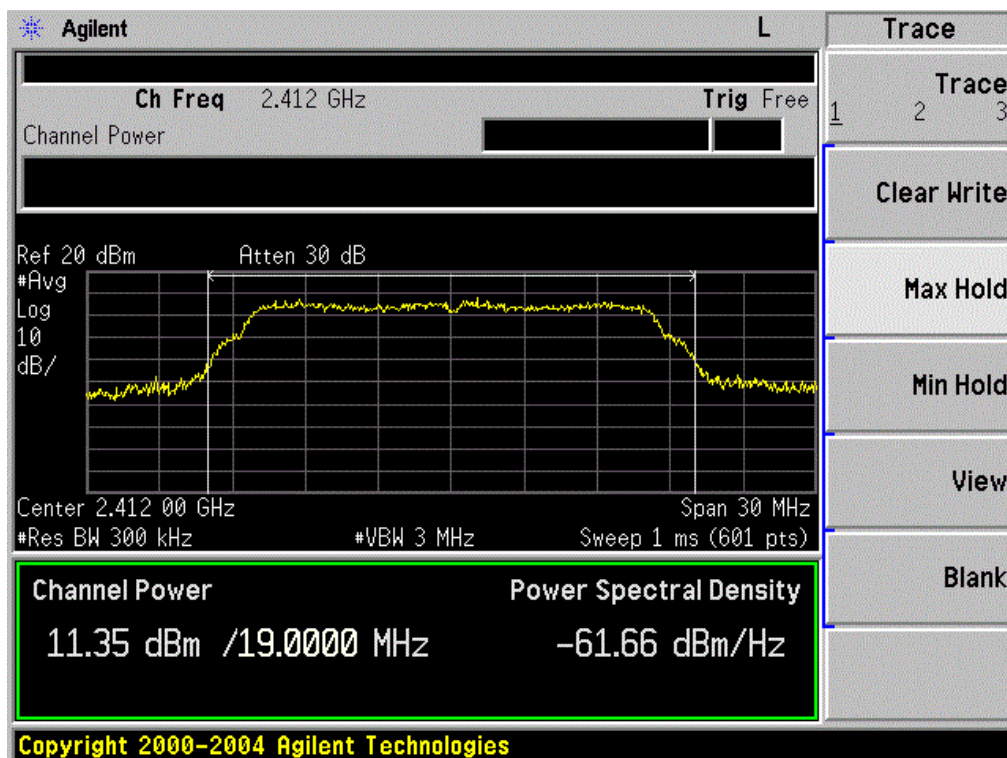 Agilent L Trace
Ch Freq 2.412 GHz Trig Free
Channel Power
Trace
1 2 3
Clear Write
Ref 20 dBm Atten 30 dB
#Avg
Log
10
dB/
Max Hold
Min Hold
View
Center 2.412 00 GHz Span 30 MHz
#Res BW 300 kHz #VBW 3 MHz Sweep 1 ms (601 pts)
Blank
Channel Power Power Spectral Density
11.35 dBm /19.0000 MHz -61.66 dBm/Hz
Copyright 2000-2004 Agilent Technologies